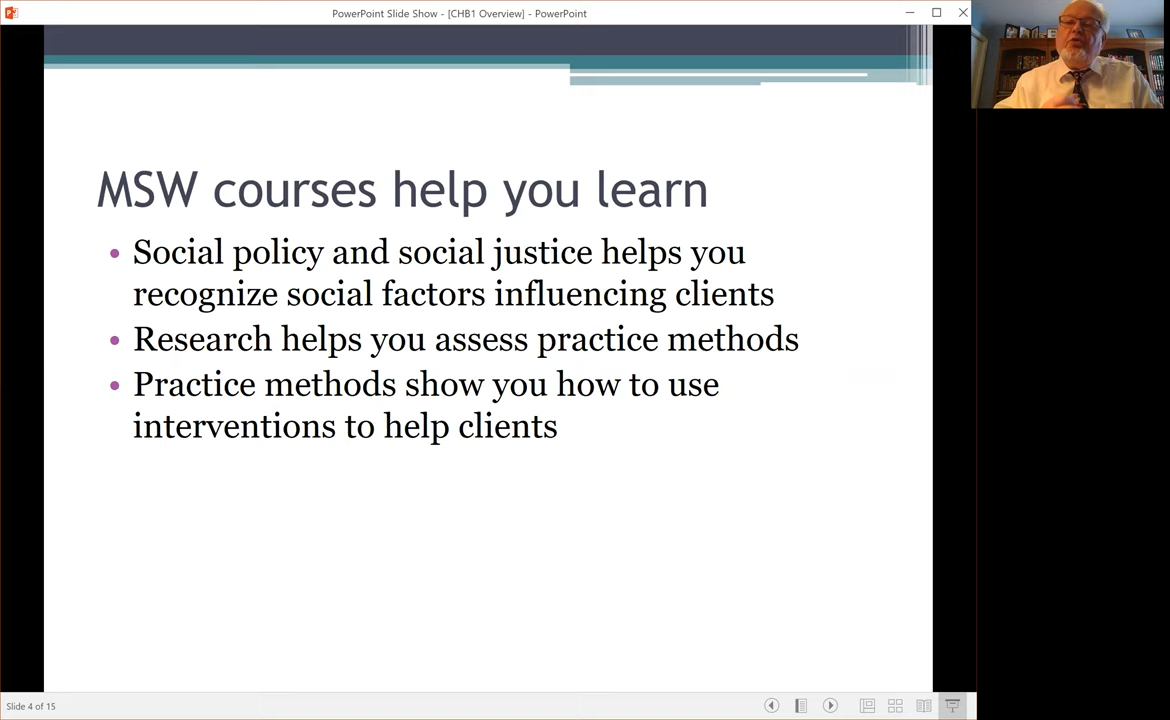 PowerPoint Slide Show - [CHB1 Overview] - PowerPoint
MSW courses help you learn
• Social policy and social justice helps you
recognize social factors influencing clients
• Research helps you assess practice methods
• Practice methods show you how to use
interventions to help clients
Slide 4 of 15